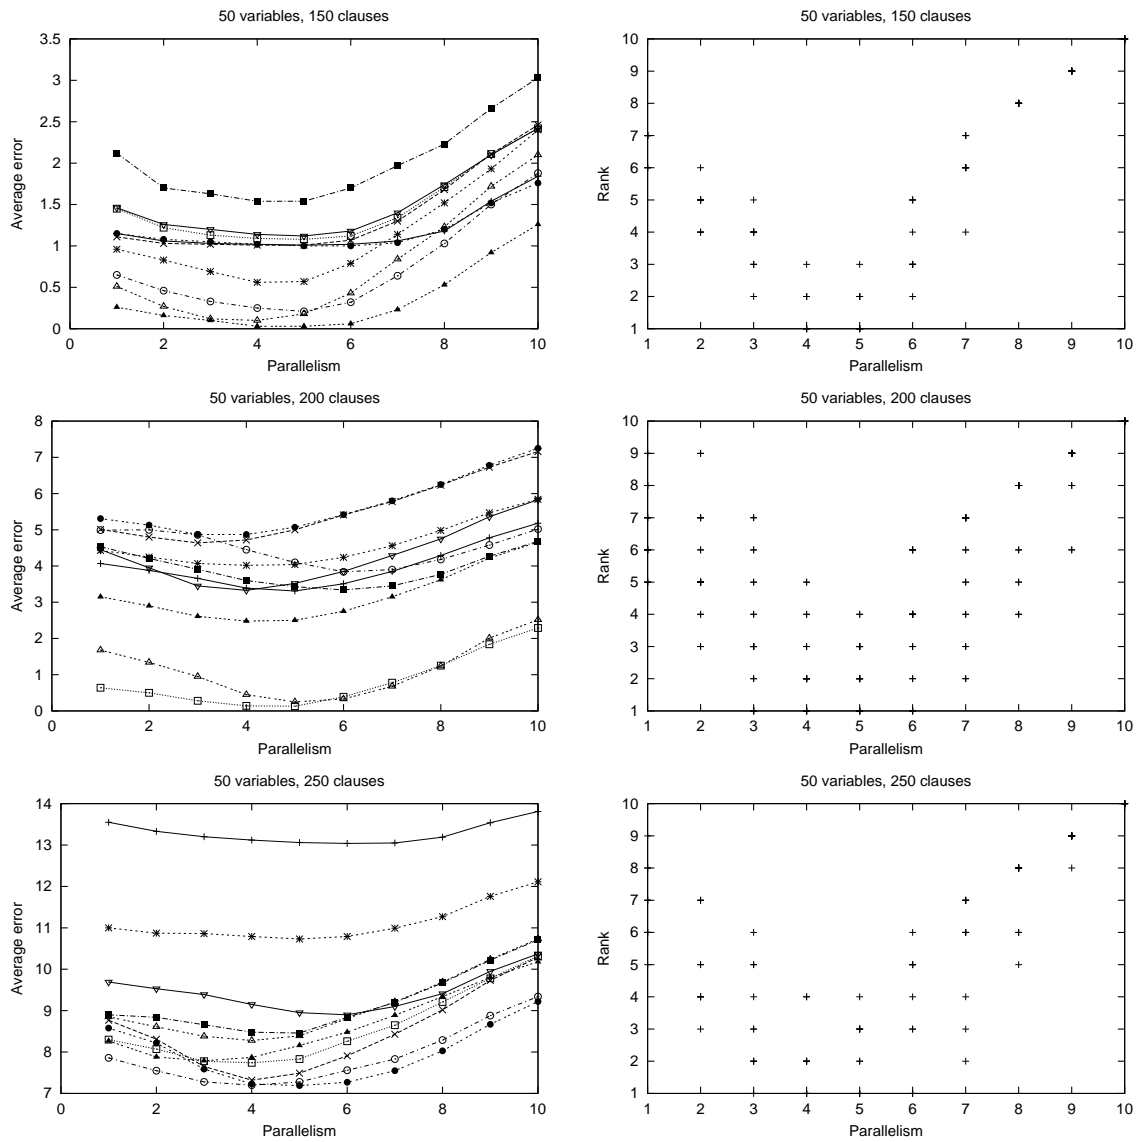 50 variables, 150 clauses
Average error
3.5
3
2.5
2
1.5
1
0.5
0
0 2 4 6 8 10
Parallelism
50 variables, 150 clauses
Rank
10
9
8
7
6
5
4
3
2
1
1 2 3 4 5 6 7 8 9 10
Parallelism
50 variables, 200 clauses
Average error
8
7
6
5
4
3
2
1
0
0 2 4 6 8 10
Parallelism
50 variables, 200 clauses
Rank
10
9
8
7
6
5
4
3
2
1
1 2 3 4 5 6 7 8 9 10
Parallelism
50 variables, 250 clauses
Average error
14
13
12
11
10
9
8
7
0 2 4 6 8 10
Parallelism
50 variables, 250 clauses
Rank
10
9
8
7
6
5
4
3
2
1
1 2 3 4 5 6 7 8 9 10
Parallelism